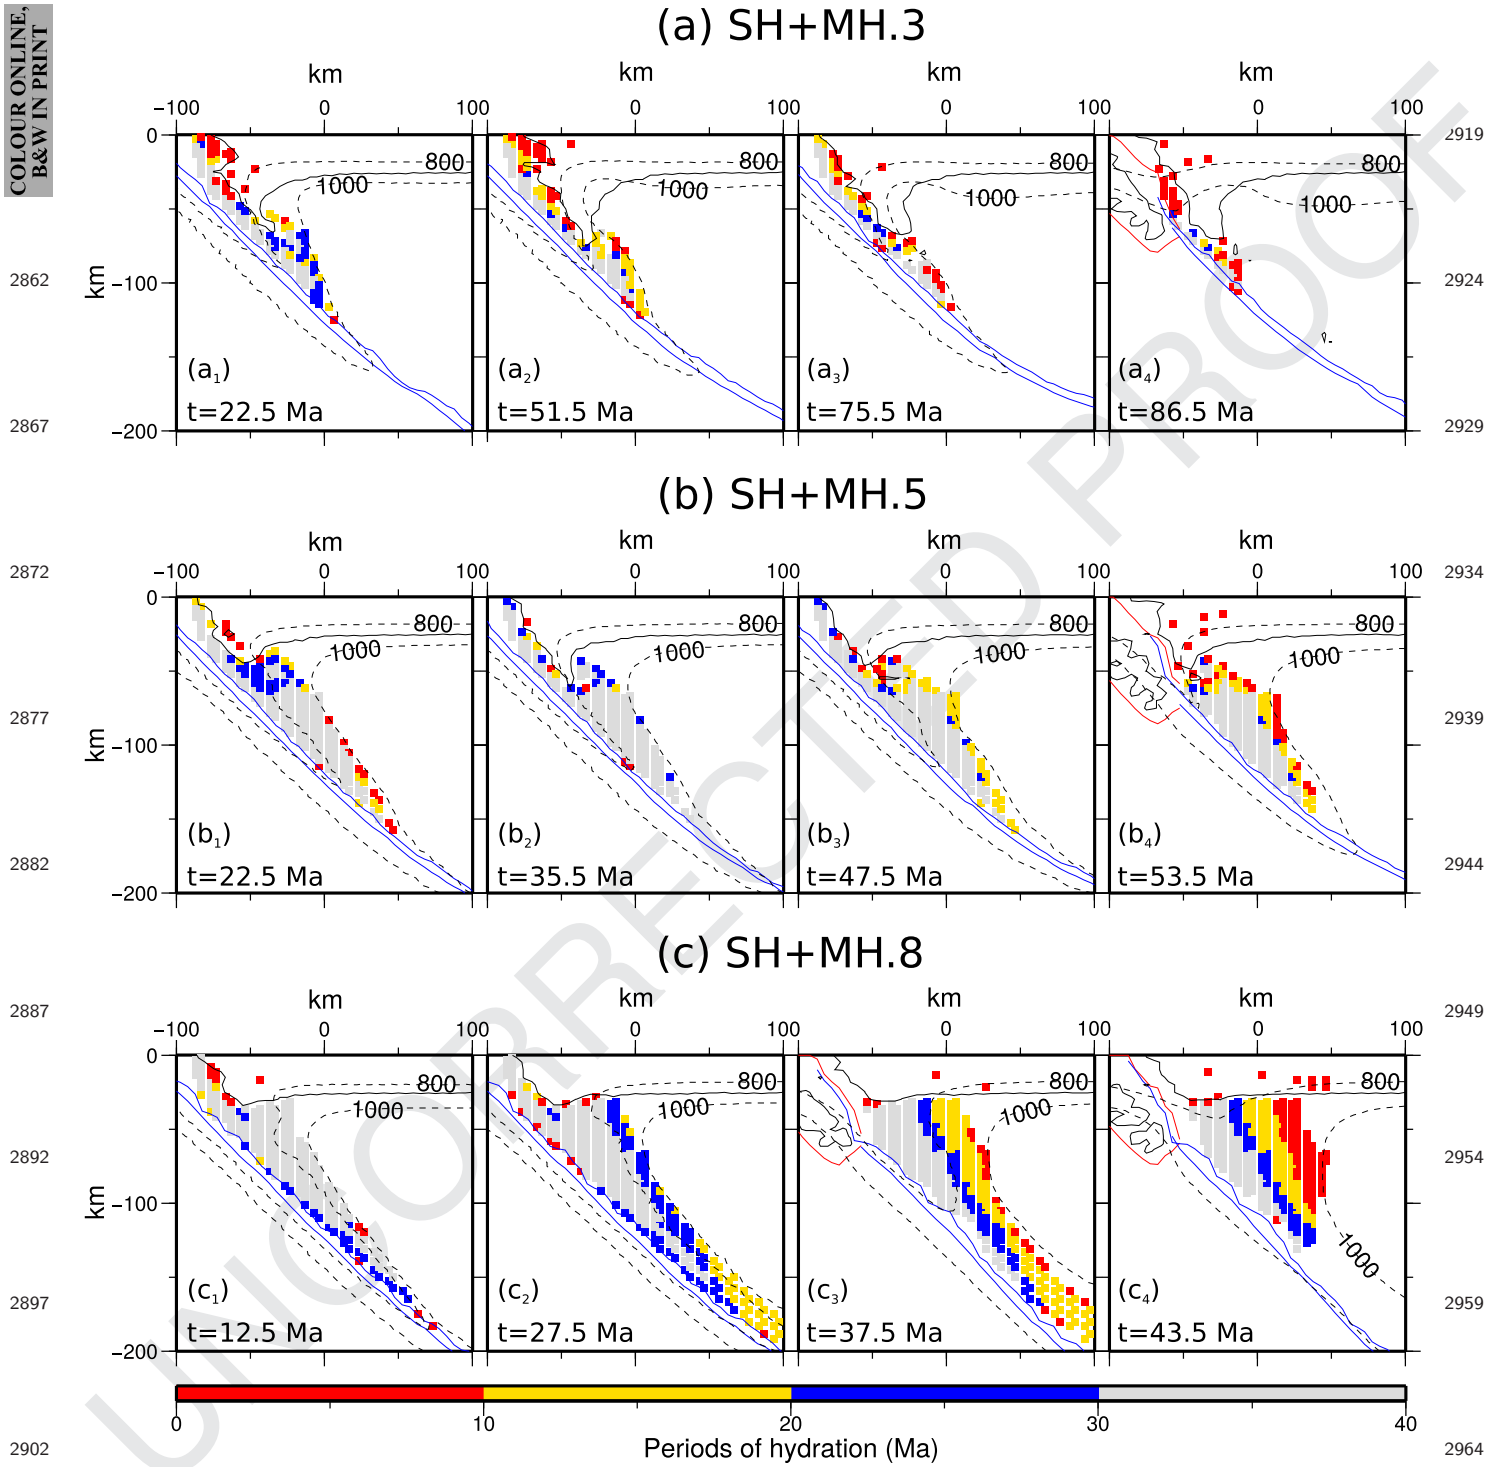 COLOUR ONLINE,
B&W IN PRINT
(a) SH+MH.3
km km km km
−100 0 100 0 100 0 100 0 100
0 2919
800 800 800 800
1000 1000 1000 1000
2862 km −100 2924
(a1) (a2) (a3) (a4)
t=22.5 Ma t=51.5 Ma t=75.5 Ma t=86.5 Ma
2867 −200 2929
(b) SH+MH.5
km km km km
2872 −100 0 100 0 100 0 100 0 100 2934
0
800 800 800 800
1000 1000 1000 1000
2877 2939
km −100
(b1) (b2) (b3) (b4)
t=22.5 Ma t=35.5 Ma t=47.5 Ma t=53.5 Ma
2882 −200 2944
(c) SH+MH.8
2887 km km km km 2949
−100 0 100 0 100 0 100 0 100
0
800 800 800 800
1000 1000 1000
2892 2954
km −100
1000
(c1) (c2) (c3) (c4)
2897 2959
t=12.5 Ma t=27.5 Ma t=37.5 Ma t=43.5 Ma
−200
0 10 20 30 40
2902 Periods of hydration (Ma) 2964
UNCORRECTED PROOF